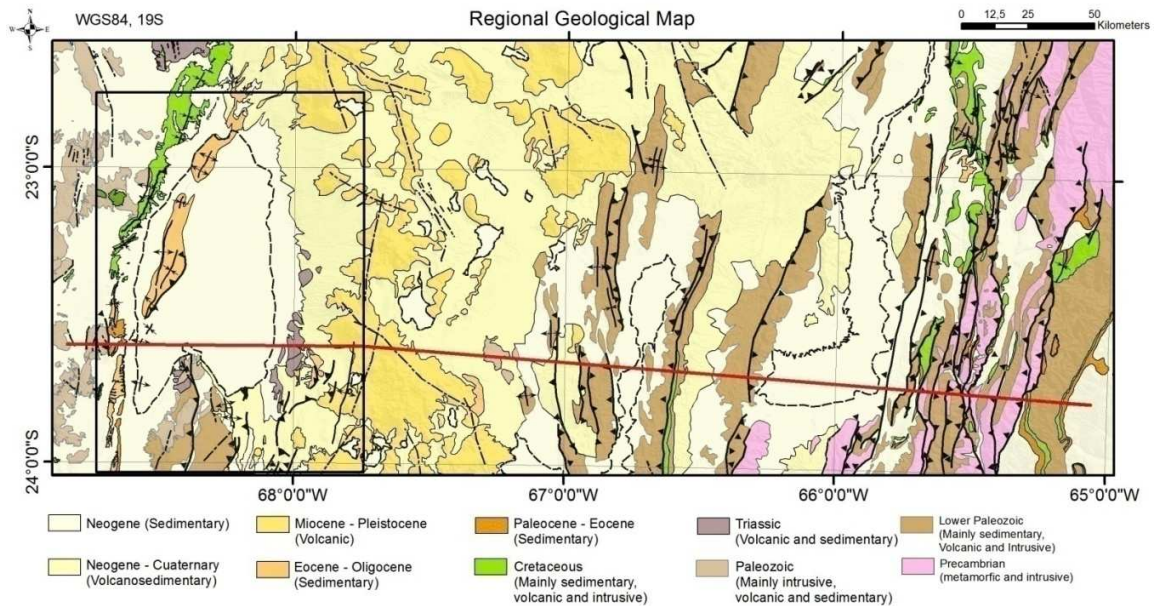 WGS84, 19S
Regional Geological Map
N
W
E
S
0 12,5 25 50
Kilometers
23°0'0"S
24°0'0"S
68°0'0"W
67°0'0"W
66°0'0"W
65°0'0"W
Neogene (Sedimentary)
Neogene - Cuaternary
(Volcanosedimentary)
Miocene - Pleistocene
(Volcanic)
Eocene - Oligocene
(Sedimentary)
Paleocene - Eocene
(Sedimentary)
Cretaceous
(Mainly sedimentary,
volcanic and intrusive)
Triassic
(Volcanic and sedimentary)
Paleozoic
(Mainly intrusive,
volcanic and sedimentary)
Lower Paleozoic
(Mainly sedimentary,
Volcanic and Intrusive)
Precambrian
(metamorfic and intrusive)